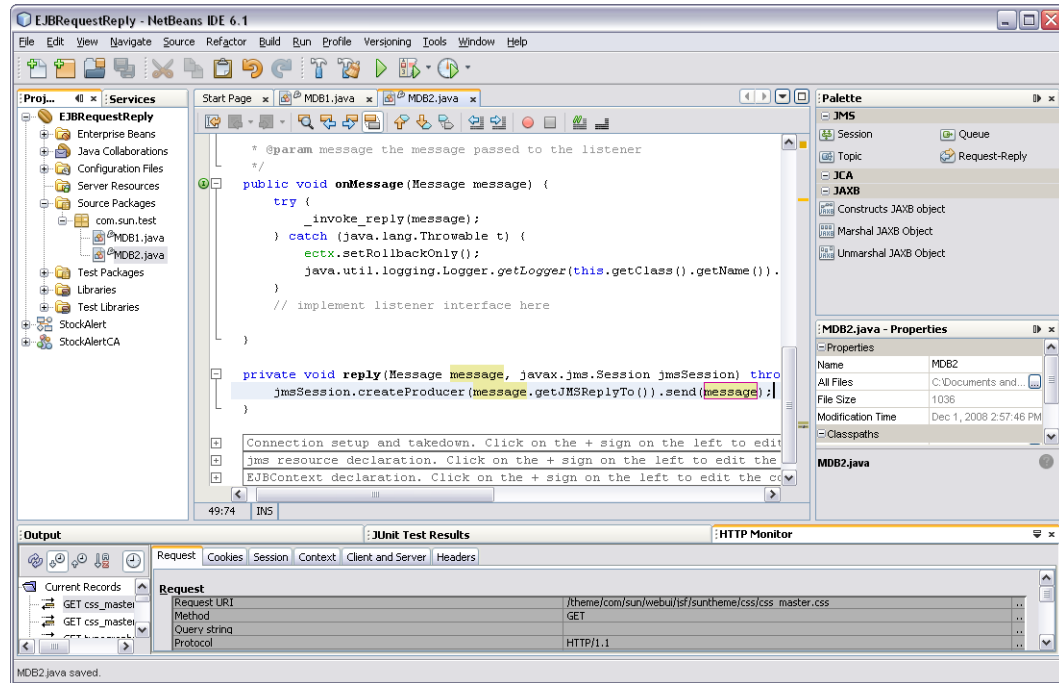 EJBRequestReply - NetBeans IDE 6.1
File Edit View Navigate Source Refactor Build Run Profile Versioning Tools Window Help
Proj... Services
EJBRequestReply
Enterprise Beans
Java Collaborations
Configuration Files
Server Resources
Source Packages
com.sun.test
MDB1.java
MDB2.java
Test Packages
Libraries
Test Libraries
StockAlert
StockAlertCA
Start Page MDB1.java MDB2.java
* @param message the message passed to the listener
*/
public void onMessage(Message message) {
try {
_invoke_reply(message);
} catch (java.lang.Throwable t) {
ectx.setRollbackOnly();
java.util.logging.Logger.getLogger(this.getClass().getName()).
}
// implement listener interface here
}
private void reply(Message message, javax.jms.Session jmsSession) thro
jmsSession.createProducer(message.getJMSReplyTo()).send(message);
}
Connection setup and takedown. Click on the + sign on the left to edit
jms resource declaration. Click on the + sign on the left to edit the
EJBContext declaration. Click on the + sign on the left to edit the co
49:74 INS
Palette
JMS
Session Queue
Topic Request-Reply
JCA
JAXB
Constructs JAXB object
Marshal JAXB Object
Unmarshal JAXB Object
MDB2.java - Properties
Properties
Name MDB2
All Files C:\Documents and... ...
File Size 1036
Modification Time Dec 1, 2008 2:57:46 PM
Classpaths
MDB2.java
Output JUnit Test Results HTTP Monitor
Current Records
GET css_master
GET css_master
Request Cookies Session Context Client and Server Headers
Request
Request URI /theme/com/sun/webui/jsf/suntheme/css/css_master.css ..
Method GET ..
Query string ..
Protocol HTTP/1.1 ..
MDB2.java saved.